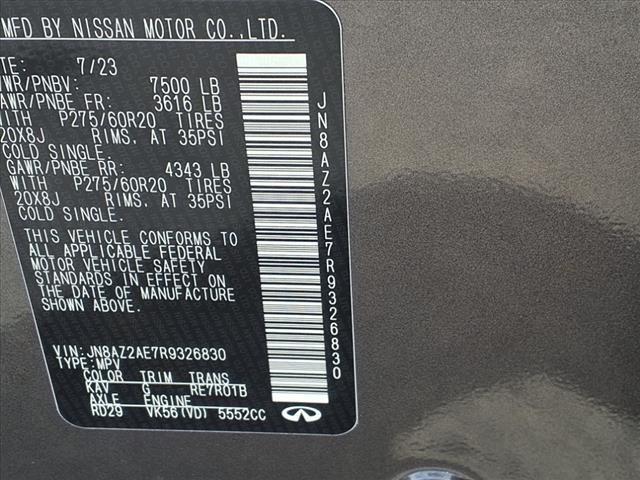 MFD BY NISSAN MOTOR CO.,LTD.
TE: 7/23
WR/PNBV: 7500 LB
AWR/PNBE FR: 3616 LB
WITH P275/60R20 TIRES
20X8J RIMS, AT 35PSI
COLD SINGLE.
GAWR/PNBE RR: 4343 LB
WITH P275/60R20 TIRES
20X8J RIMS, AT 35PSI
COLD SINGLE.
THIS VEHICLE CONFORMS TO
ALL APPLICABLE FEDERAL
MOTOR VEHICLE SAFETY
STANDARDS IN EFFECT ON
THE DATE OF MANUFACTURE
SHOWN ABOVE.
VIN:JN8AZ2AE7R9326830
TYPE:MPV
COLOR TRIM TRANS
KAV G RE7R01B
AXLE ENGINE
RD29 VK56(VD) 5552CC
JN8AZ2AE7R9326830